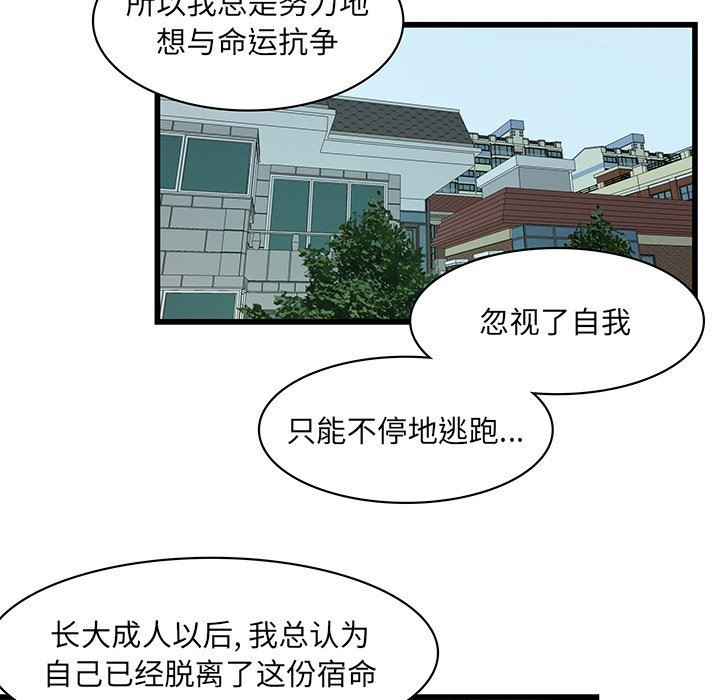 所以我总是努力地
想与命运抗争
忽视了自我
只能不停地逃跑...
长大成人以后, 我总认为
自己已经脱离了这份宿命